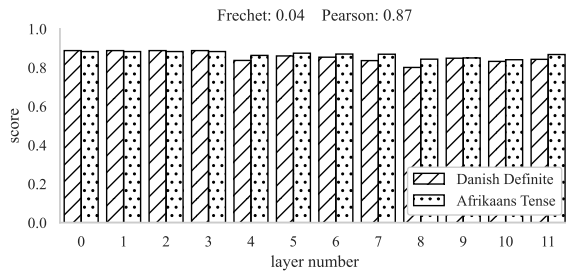 Frechet: 0.04 Pearson: 0.87
1.0
0.8
0.6
0.4
0.2
0.0
score
Danish Definite
Afrikaans Tense
0 1 2 3 4 5 6 7 8 9 10 11
layer number